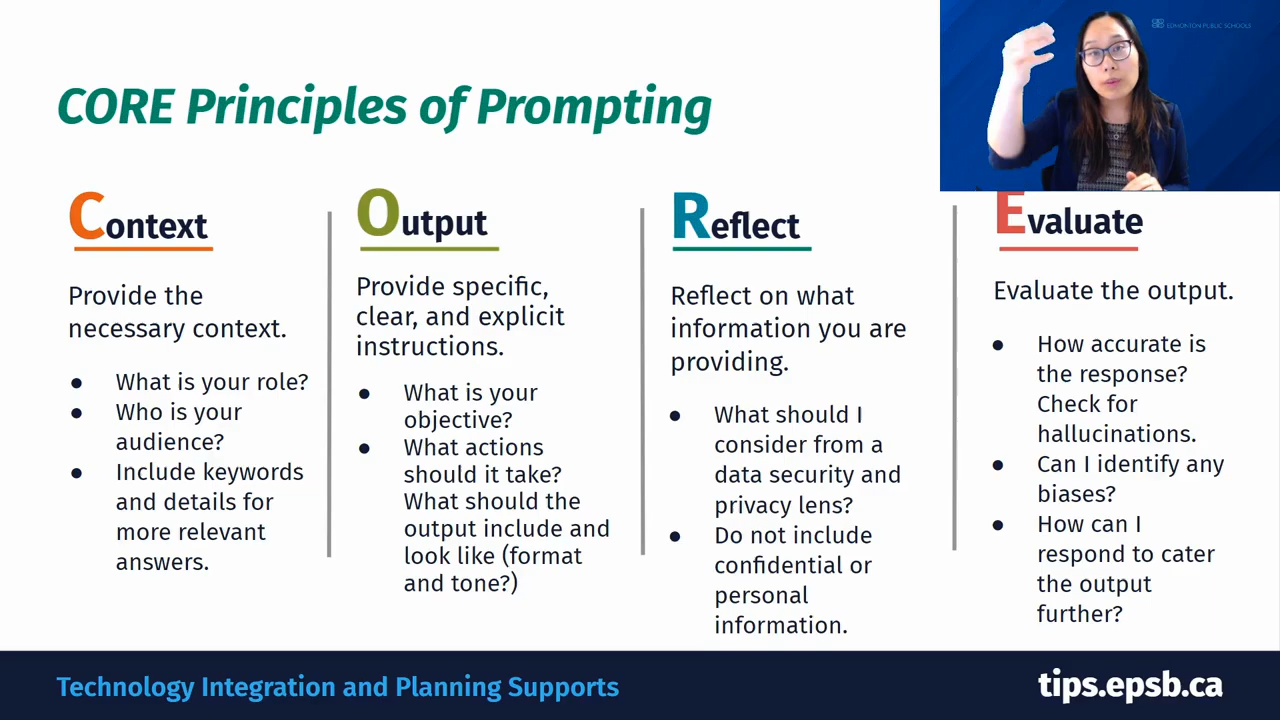 EDMONTON PUBLIC SCHOOLS
CORE Principles of Prompting
Context
Provide the
necessary context.
● What is your role?
● Who is your
audience?
● Include keywords
and details for
more relevant
answers.
Output
Provide specific,
clear, and explicit
instructions.
● What is your
objective?
● What actions
should it take?
What should the
output include and
look like (format
and tone?)
Reflect
Reflect on what
information you are
providing.
● What should I
consider from a
data security and
privacy lens?
● Do not include
confidential or
personal
information.
Evaluate
Evaluate the output.
● How accurate is
the response?
Check for
hallucinations.
● Can I identify any
biases?
● How can I
respond to cater
the output
further?
Technology Integration and Planning Supports
tips.epsb.ca